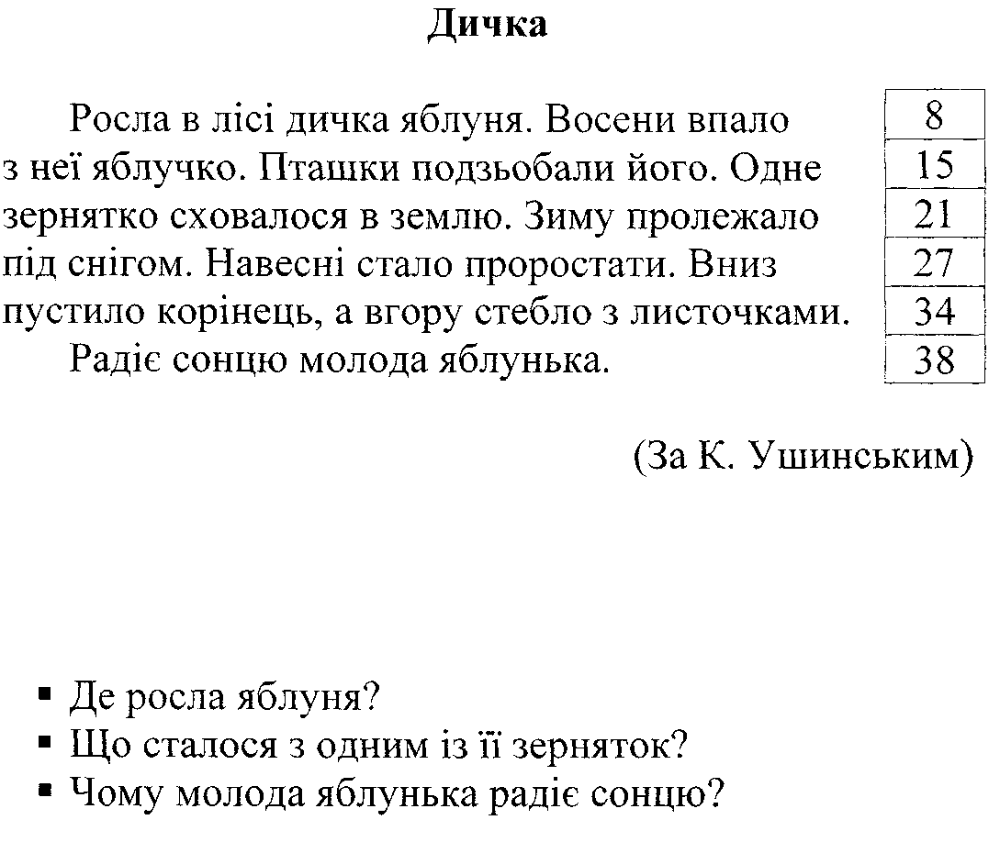 Дичка
Росла в лісі дичка яблуня. Восени впало 8
з неї яблучко. Пташки подзьобали його. Одне 15
зернятко сховалося в землю. Зиму пролежало 21
під снігом. Навесні стало проростати. Вниз 27
пустило корінець, а вгору стебло з листочками. 34
Радіє сонцю молода яблунька. 38
(За К. Ушинським)
▪ Де росла яблуня?
▪ Що сталося з одним із її зерняток?
▪ Чому молода яблунька радіє сонцю?